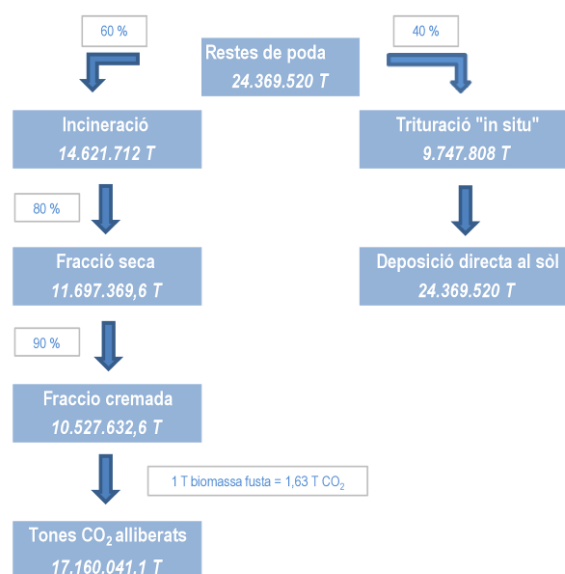 60 %
40 %
Restes de poda
24.369.520 T
Incineració
14.621.712 T
Trituració "in situ"
9.747.808 T
80 %
Fracció seca
11.697.369,6 T
Deposició directa al sòl
24.369.520 T
90 %
Fraccio cremada
10.527.632,6 T
1 T biomassa fusta = 1,63 T CO₂
Tones CO₂ alliberats
17.160.041,1 T